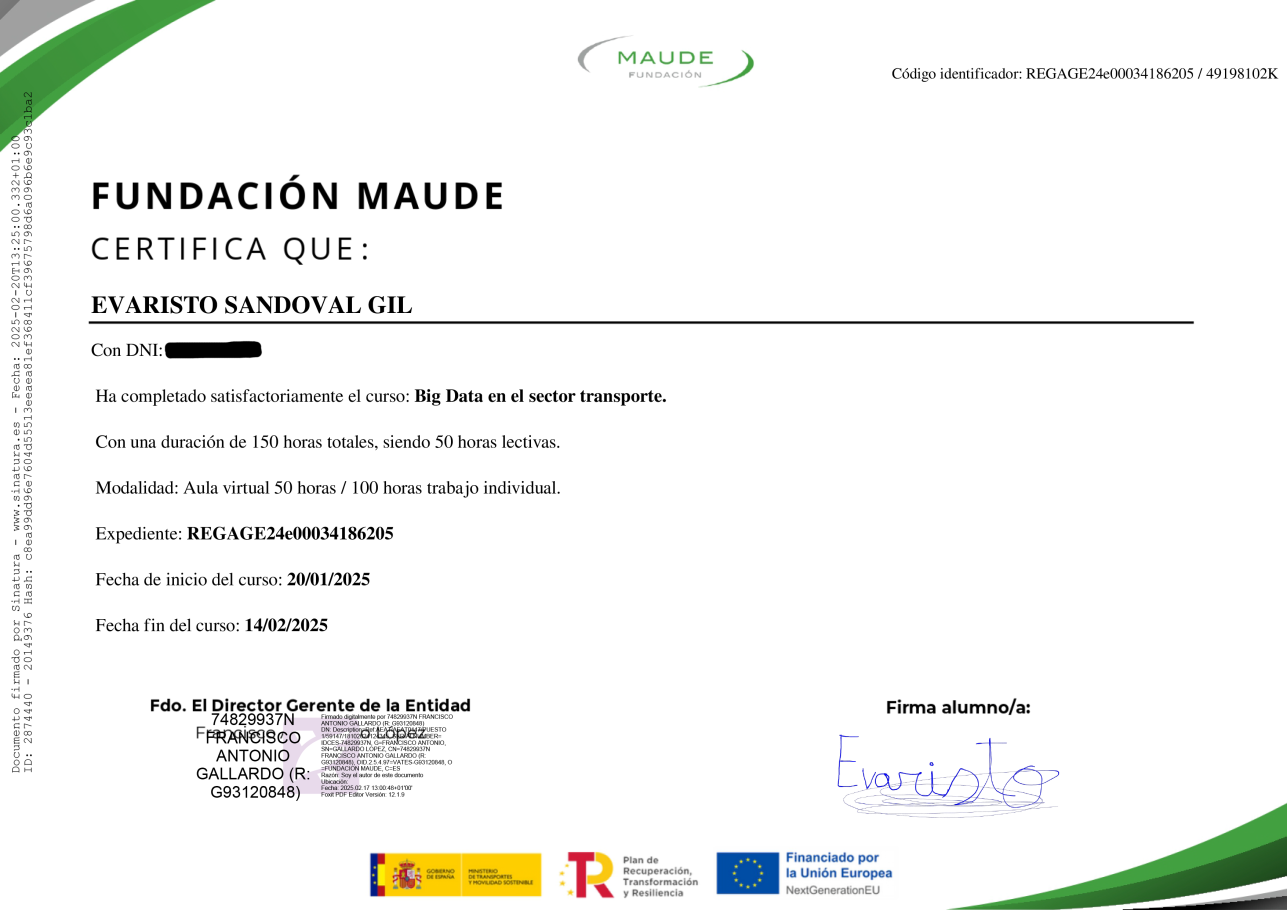 MAUDE
FUNDACIÓN
Código identificador: REGAGE24e00034186205 / 49198102K
FUNDACIÓN MAUDE
CERTIFICA QUE:
EVARISTO SANDOVAL GIL
Con DNI:
Ha completado satisfactoriamente el curso: Big Data en el sector transporte.
Con una duración de 150 horas totales, siendo 50 horas lectivas.
Modalidad: Aula virtual 50 horas / 100 horas trabajo individual.
Expediente: REGAGE24e00034186205
Fecha de inicio del curso: 20/01/2025
Fecha fin del curso: 14/02/2025
Fdo. El Director Gerente de la Entidad
74829937N
FRANCISCO
ANTONIO
GALLARDO (R:
G93120848)
Firmado digitalmente por 74829937N FRANCISCO
ANTONIO GALLARDO (R: G93120848)
IDCES-74829937N, G=FRANCISCO ANTONIO,
SN=GALLARDO LOPEZ, CN=74829937N
FRANCISCO ANTONIO GALLARDO (R:
G93120848), OID.2.5.4.97=VATES-G93120848, O
=FUNDACION MAUDE, C=ES
Razón: Soy el autor de este documento
Ubicación:
Fecha: 2025.02.17 13:00:48+01'00'
Foxit PDF Editor Versión: 12.1.9
Firma alumno/a:
Evaristo
GOBIERNO
DE ESPAÑA
MINISTERIO
DE TRANSPORTES
Y MOVILIDAD SOSTENIBLE
Plan de
Recuperación,
Transformación
y Resiliencia
Financiado por
la Unión Europea
NextGenerationEU
Documento firmado por Sinatura - www.sinatura.es - Fecha: 2025-02-20T13:25:00.332+01:00
ID: 2874440 - 20149376 Hash: